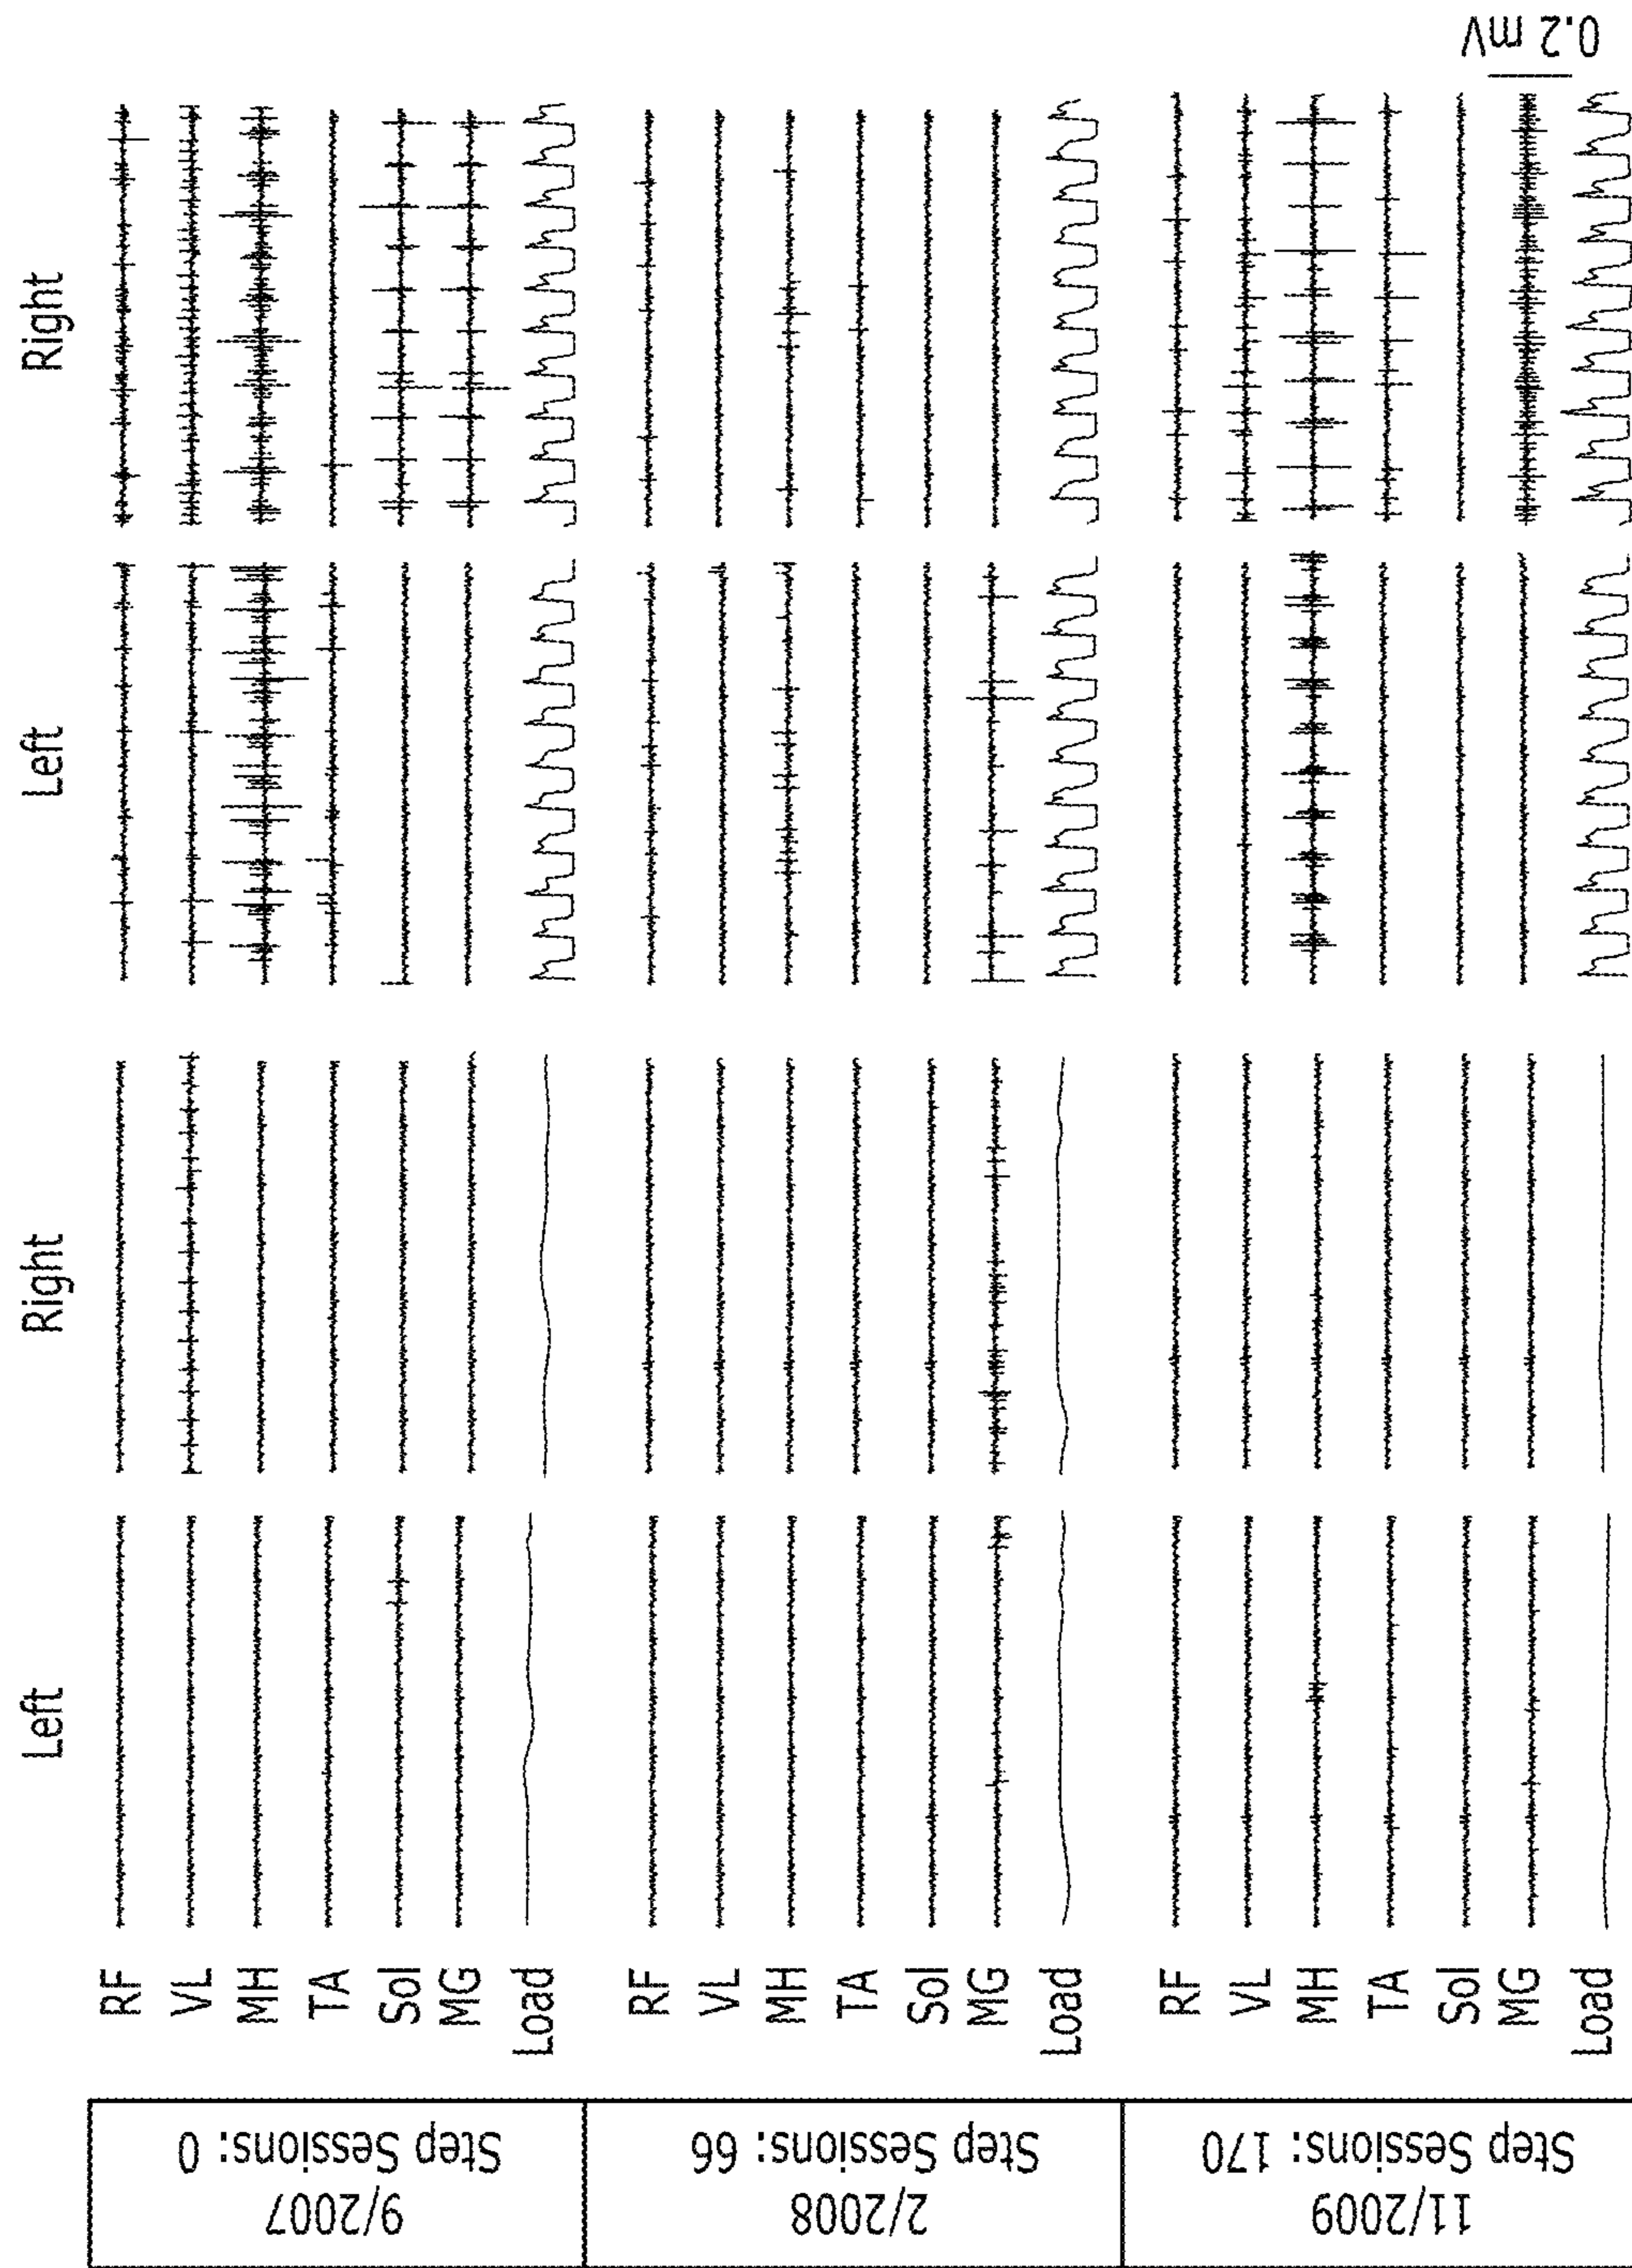 Left
Right
Left
Right
9/2007
Step Sessions: 0
RF
VL
MH
TA
Sol
MG
Load
2/2008
Step Sessions: 66
RF
VL
MH
TA
Sol
MG
Load
11/2009
Step Sessions: 170
RF
VL
MH
TA
Sol
MG
Load
0.2 mV